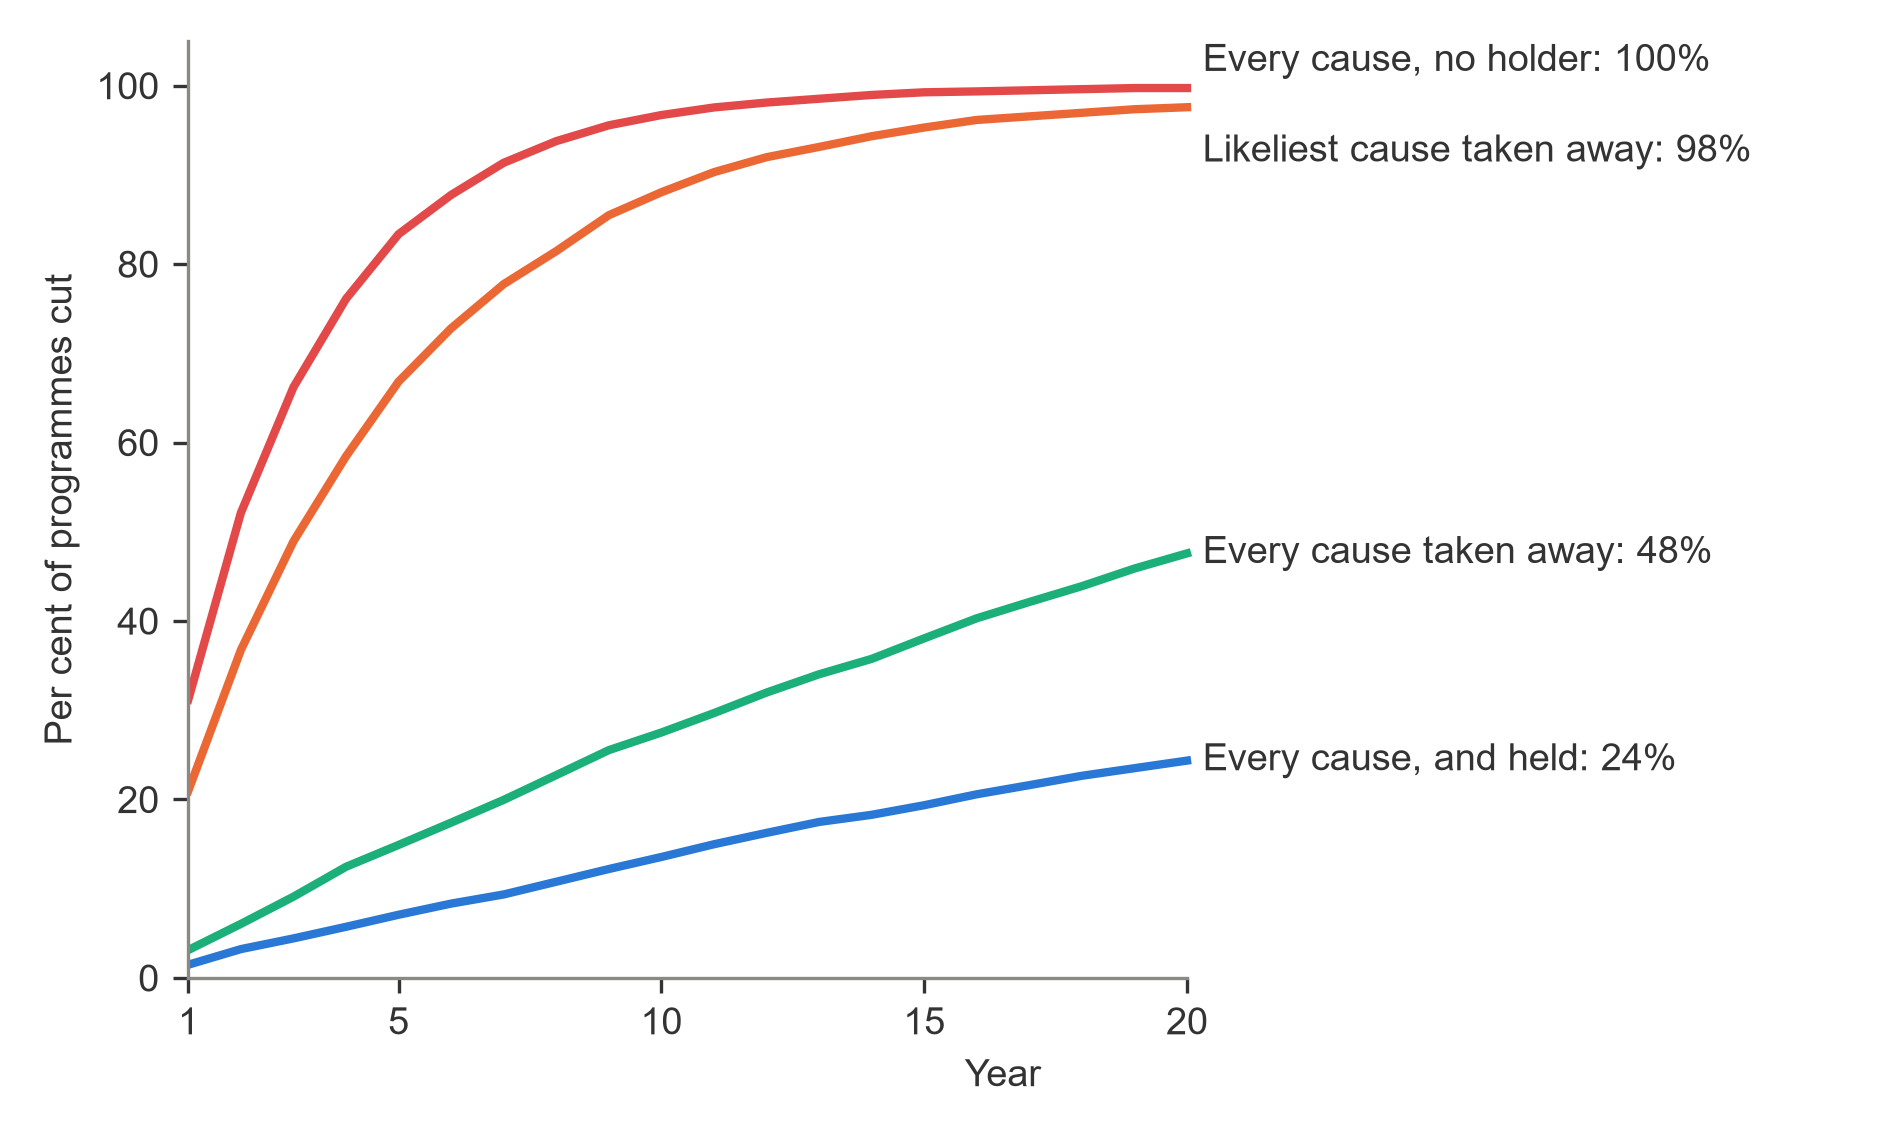 Every cause, no holder: 100%
Likeliest cause taken away: 98%
Every cause taken away: 48%
Every cause, and held: 24%
Per cent of programmes cut
100
80
60
40
20
0
1 5 10 15 20
Year